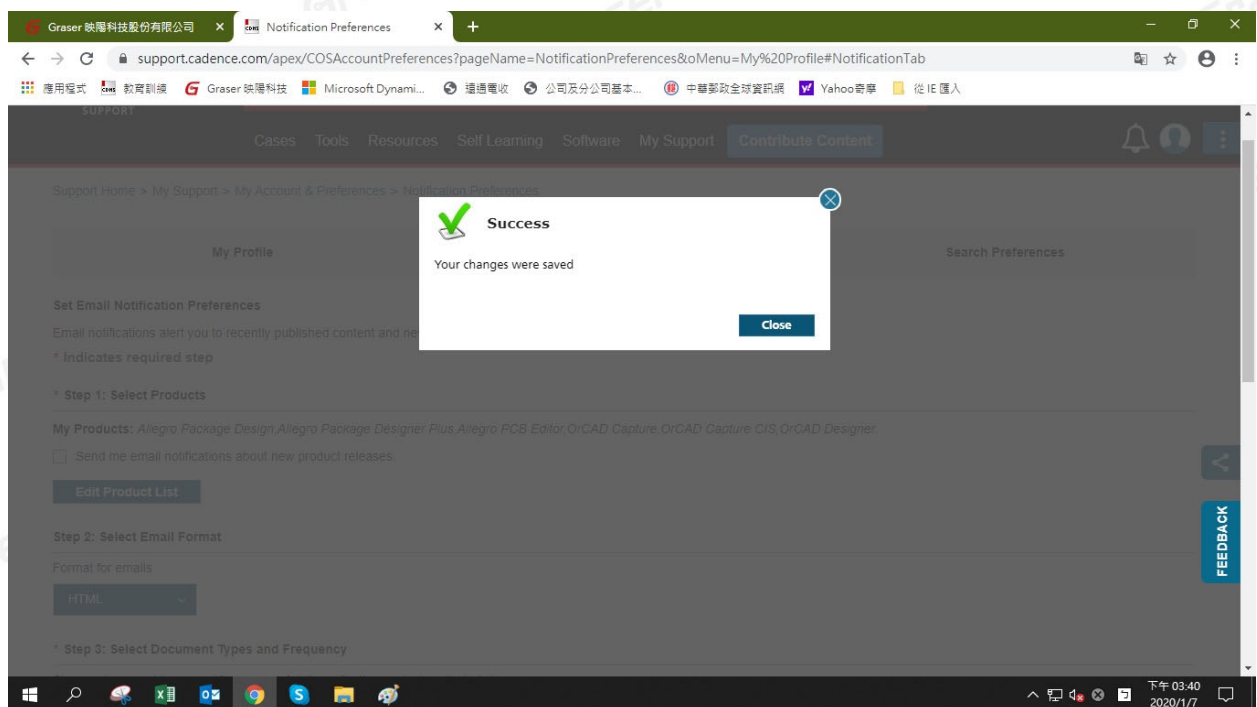 Graser 映陽科技股份有限公司
Notification Preferences
support.cadence.com/apex/COSAccountPreferences?pageName=NotificationPreferences&oMenu=My%20Profile#NotificationTab
應用程式 教育訓練 Graser 映陽科技 Microsoft Dynami... 遠通電收 公司及分公司基本... 中華郵政全球資訊網 Yahoo奇摩 從 IE 匯入
SUPPORT
Cases Tools Resources Self Learning Software My Support Contribute Content
Support Home > My Support > My Account & Preferences > Notification Preferences
Success
My Profile
Search Preferences
Your changes were saved
Set Email Notification Preferences
Email notifications alert you to recently published content and ne
Close
* Indicates required step
* Step 1: Select Products
My Products: Allegro Package Design,Allegro Package Designer Plus,Allegro PCB Editor,OrCAD Capture,OrCAD Capture CIS,OrCAD Designer.
Send me email notifications about new product releases.
Edit Product List
Step 2: Select Email Format
FEEDBACK
Format for emails
HTML
* Step 3: Select Document Types and Frequency
下午 03:40
2020/1/7